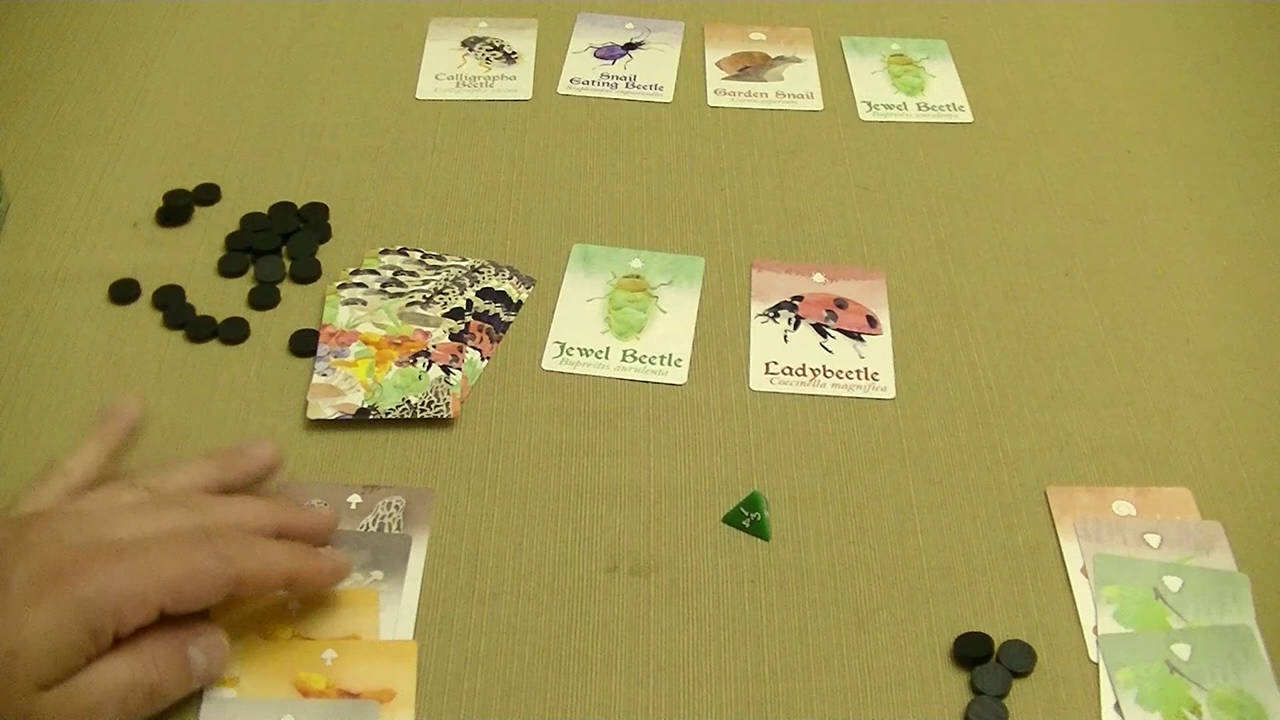 Calligrapha
Beetle
Snail
Eating Beetle
Garden Snail
Jewel Beetle
Jewel Beetle
Buprestis aurulenta
Ladybeetle
Coccinella magnifica